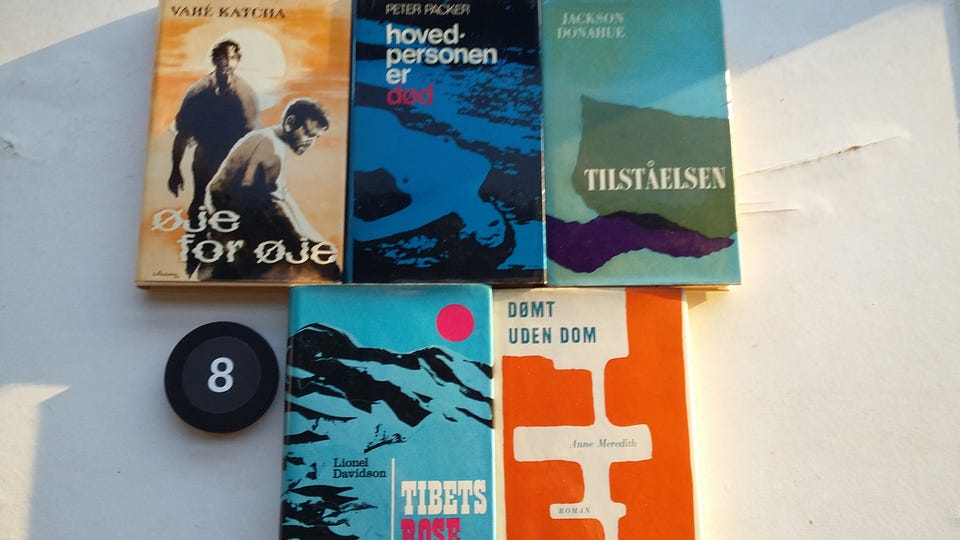 VAHÉ KATCHA
øje
for øje
PETER PACKER
hoved-
personen
er
død
JACKSON
DONAHUE
TILSTÅELSEN
8
Lionel
Davidson
TIBETS
ROSE
DØMT
UDEN DOM
Anne Meredith
ROMAN